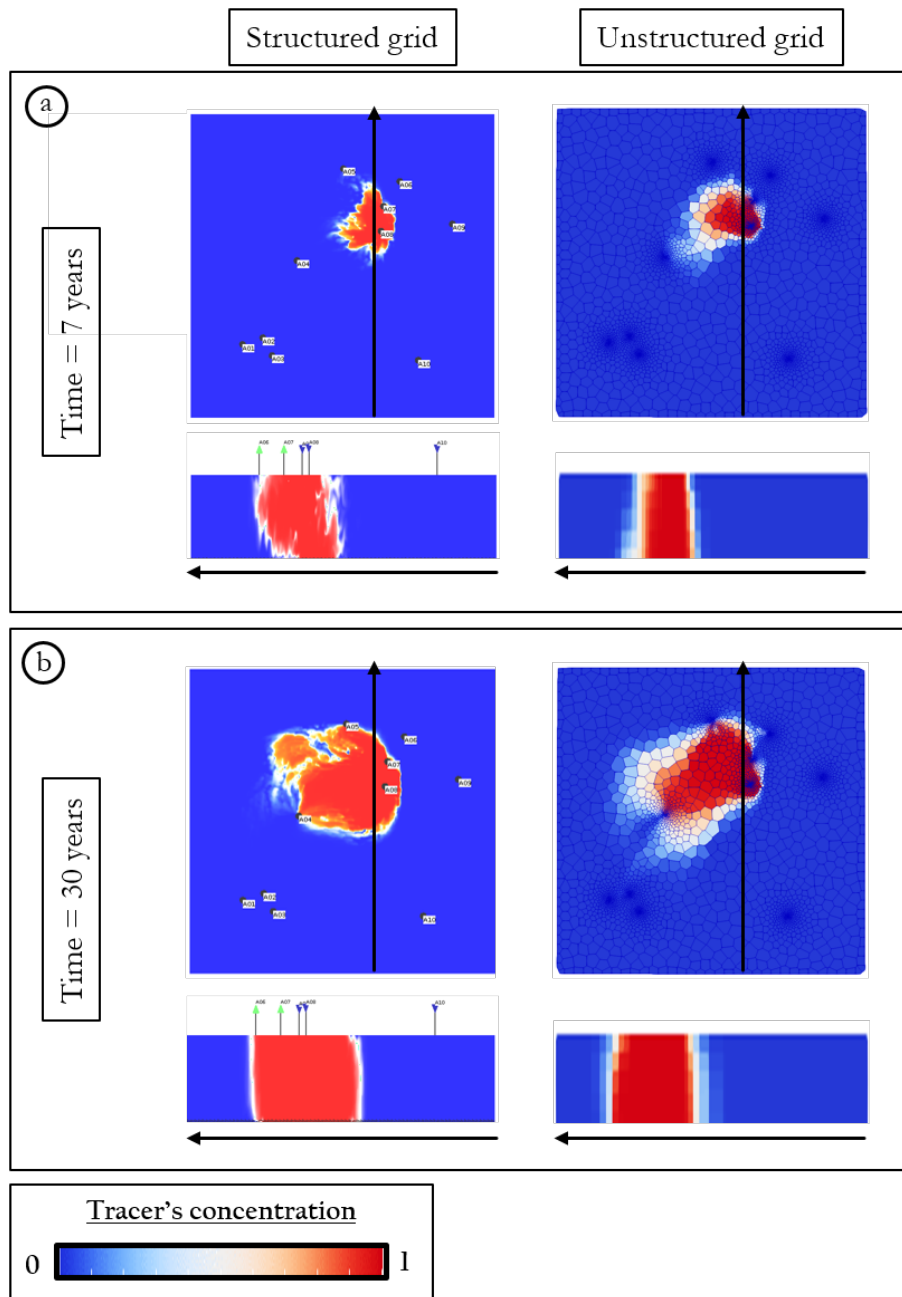 Structured grid
Unstructured grid
a
Time = 7 years
A05
A06
A07
A08
A09
A04
A02
A01
A03
A10
A06
A07
A08
A10
b
Time = 30 years
A05
A06
A07
A08
A09
A04
A02
A01
A03
A10
A06
A07
A08
A10
Tracer's concentration
0
1